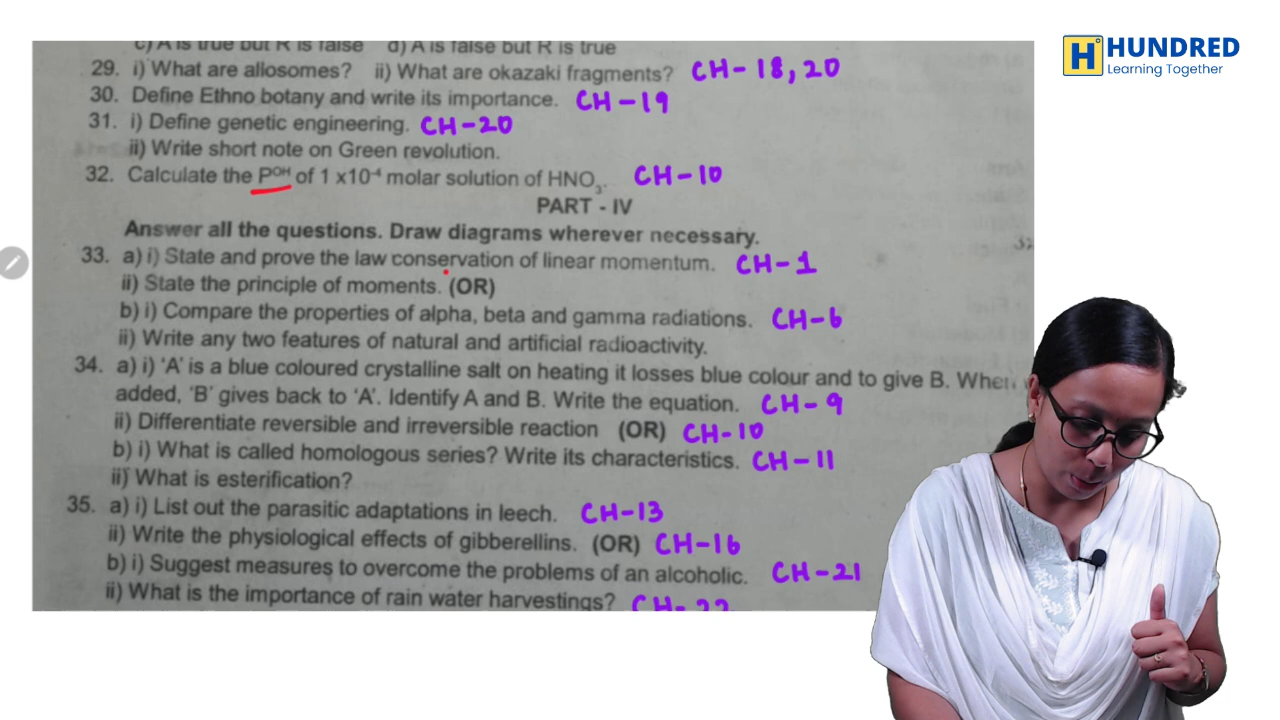 HUNDRED
Learning Together
c) A is true but R is false d) A is false but R is true
29. i) What are allosomes? ii) What are okazaki fragments? CH-18,20
30. Define Ethno botany and write its importance. CH-19
31. i) Define genetic engineering. CH-20
ii) Write short note on Green revolution.
32. Calculate the P^OH of 1 x10^-4 molar solution of HNO3. CH-10
PART - IV
Answer all the questions. Draw diagrams wherever necessary.
33. a) i) State and prove the law conservation of linear momentum. CH-1
ii) State the principle of moments. (OR)
b) i) Compare the properties of alpha, beta and gamma radiations. CH-6
ii) Write any two features of natural and artificial radioactivity.
34. a) i) 'A' is a blue coloured crystalline salt on heating it losses blue colour and to give B. When
added, 'B' gives back to 'A'. Identify A and B. Write the equation. CH-9
ii) Differentiate reversible and irreversible reaction (OR) CH-10
b) i) What is called homologous series? Write its characteristics. CH-11
ii) What is esterification?
35. a) i) List out the parasitic adaptations in leech. CH-13
ii) Write the physiological effects of gibberellins. (OR) CH-16
b) i) Suggest measures to overcome the problems of an alcoholic. CH-21
ii) What is the importance of rain water harvestings? CH-22